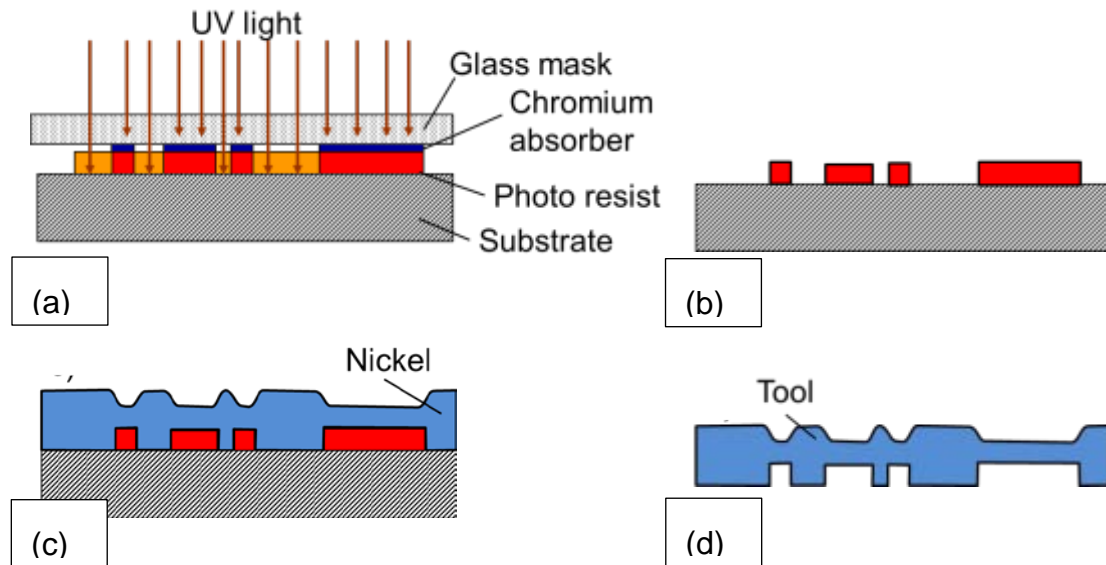 UV light
Glass mask
Chromium
absorber
Photo resist
Substrate
(a)
(b)
Nickel
(c)
Tool
(d)